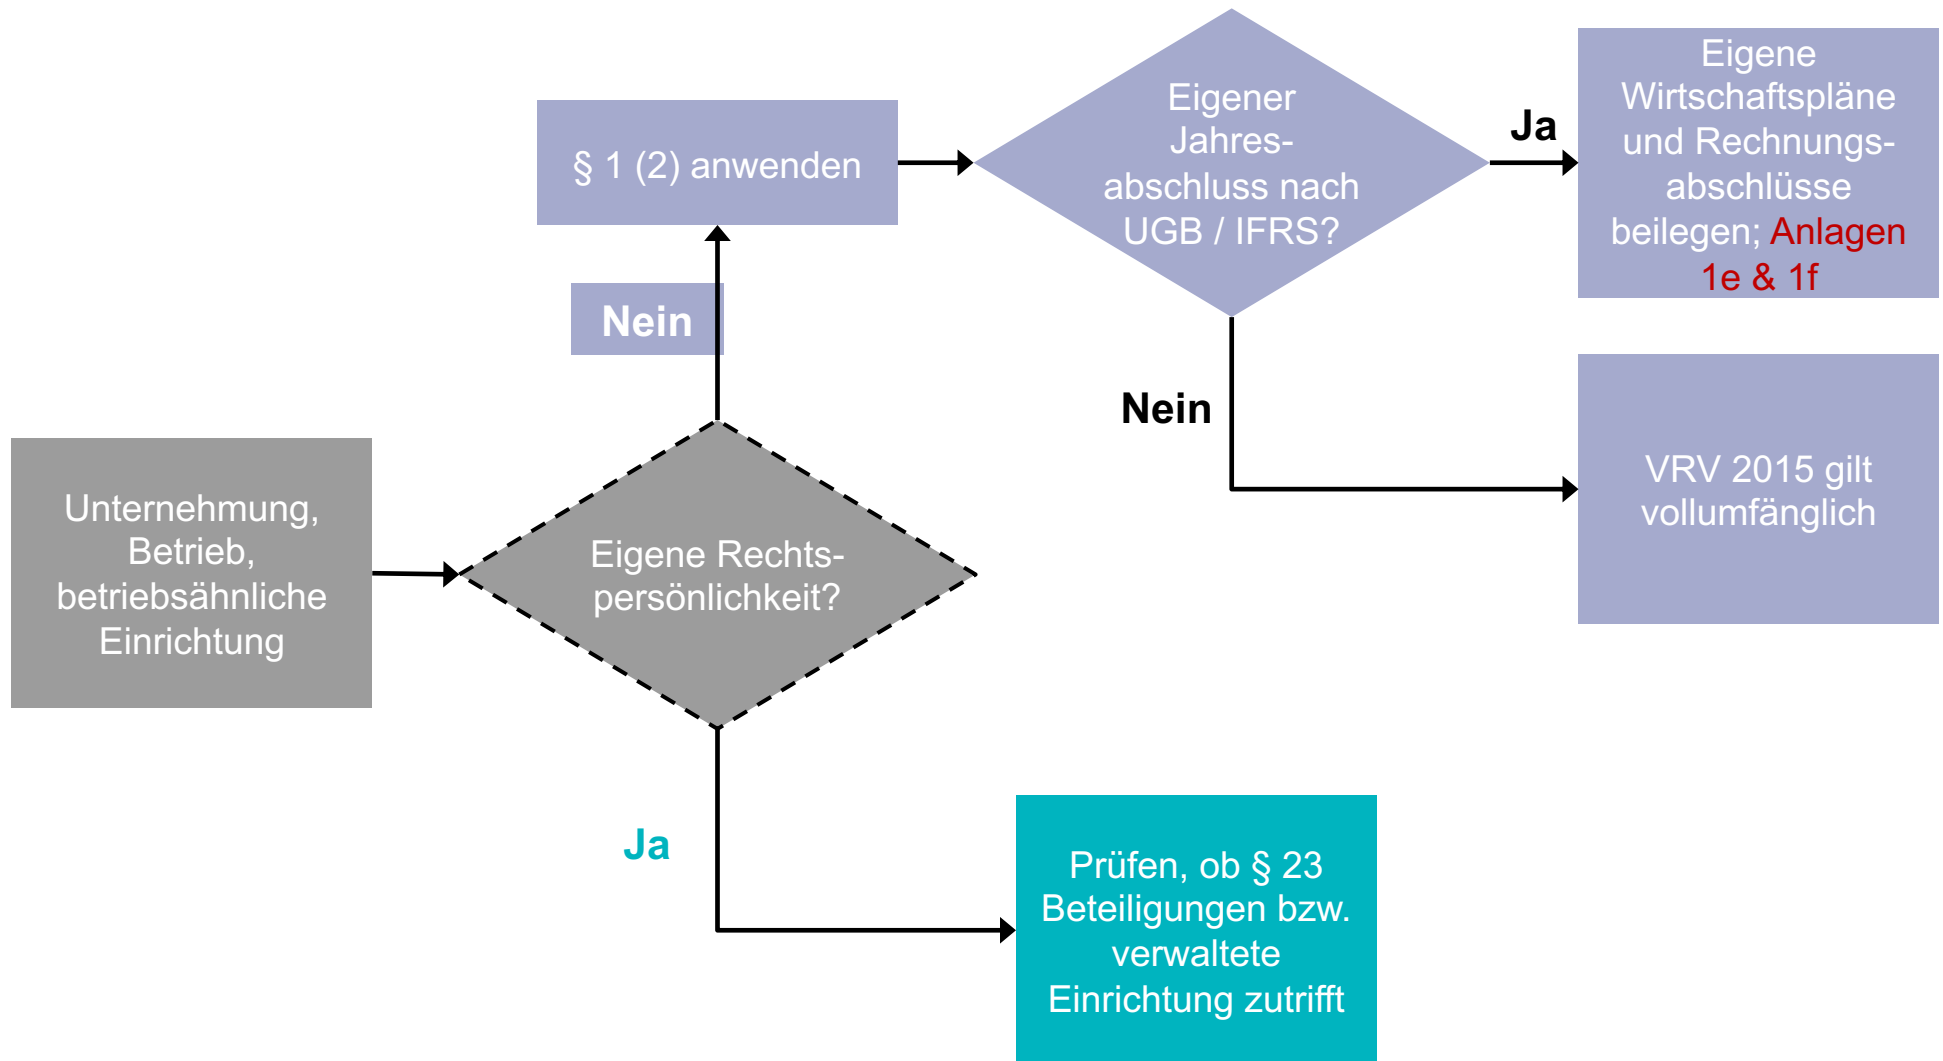 Unternehmung,
Betrieb,
betriebsähnliche
Einrichtung
Eigene Rechts-
persönlichkeit?
Nein
§ 1 (2) anwenden
Eigener
Jahres-
abschluss nach
UGB / IFRS?
Ja
Eigene
Wirtschaftspläne
und Rechnungs-
abschlüsse
beilegen; Anlagen
1e & 1f
Nein
VRV 2015 gilt
vollumfänglich
Ja
Prüfen, ob § 23
Beteiligungen bzw.
verwaltete
Einrichtung zutrifft